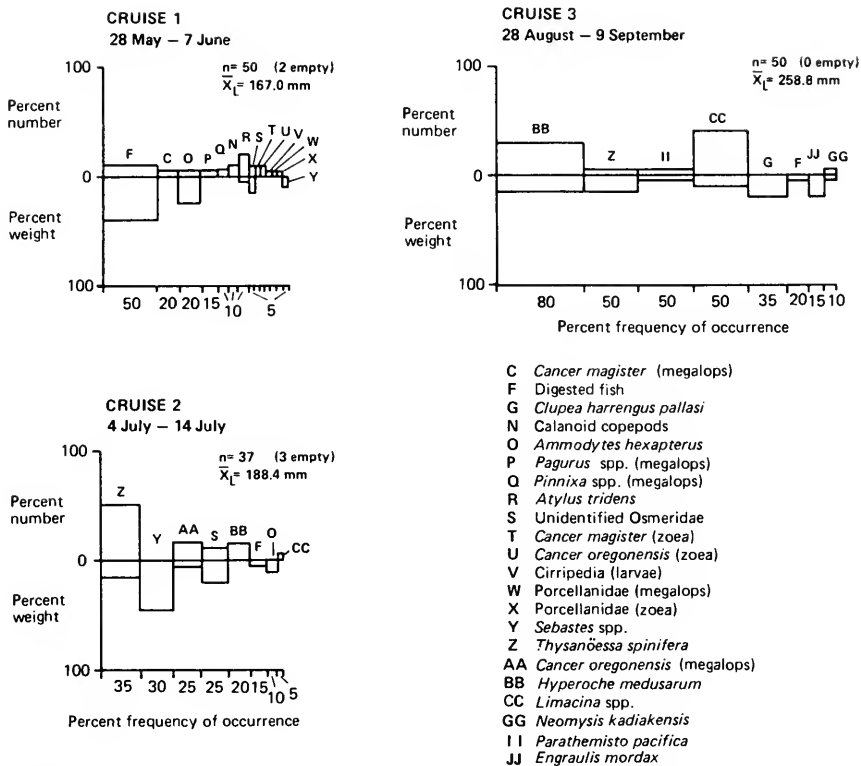 CRUISE 1
28 May – 7 June
100
n= 50 (2 empty)
X̅L= 167.0 mm
Percent
number
F C O P Q N R S T U V W X Y
0
Percent
weight
100
50 20 20 15 10 5
CRUISE 3
28 August – 9 September
100
n= 50 (0 empty)
X̅L= 258.8 mm
Percent
number
BB Z II CC G F JJ GG
0
Percent
weight
100
80 50 50 50 35 20 15 10
Percent frequency of occurrence
CRUISE 2
4 July – 14 July
100
n= 37 (3 empty)
X̅L= 188.4 mm
Percent
number
Z Y AA S BB F O CC
0
Percent
weight
100
35 30 25 25 20 15 10 5
Percent frequency of occurrence
C Cancer magister (megalops)
F Digested fish
G Clupea harrengus pallasi
N Calanoid copepods
O Ammodytes hexapterus
P Pagurus spp. (megalops)
Q Pinnixa spp. (megalops)
R Atylus tridens
S Unidentified Osmeridae
T Cancer magister (zoea)
U Cancer oregonensis (zoea)
V Cirripedia (larvae)
W Porcellanidae (megalops)
X Porcellanidae (zoea)
Y Sebastes spp.
Z Thysanöessa spinifera
AA Cancer oregonensis (megalops)
BB Hyperoche medusarum
CC Limacina spp.
GG Neomysis kadiakensis
II Parathemisto pacifica
JJ Engraulis mordax